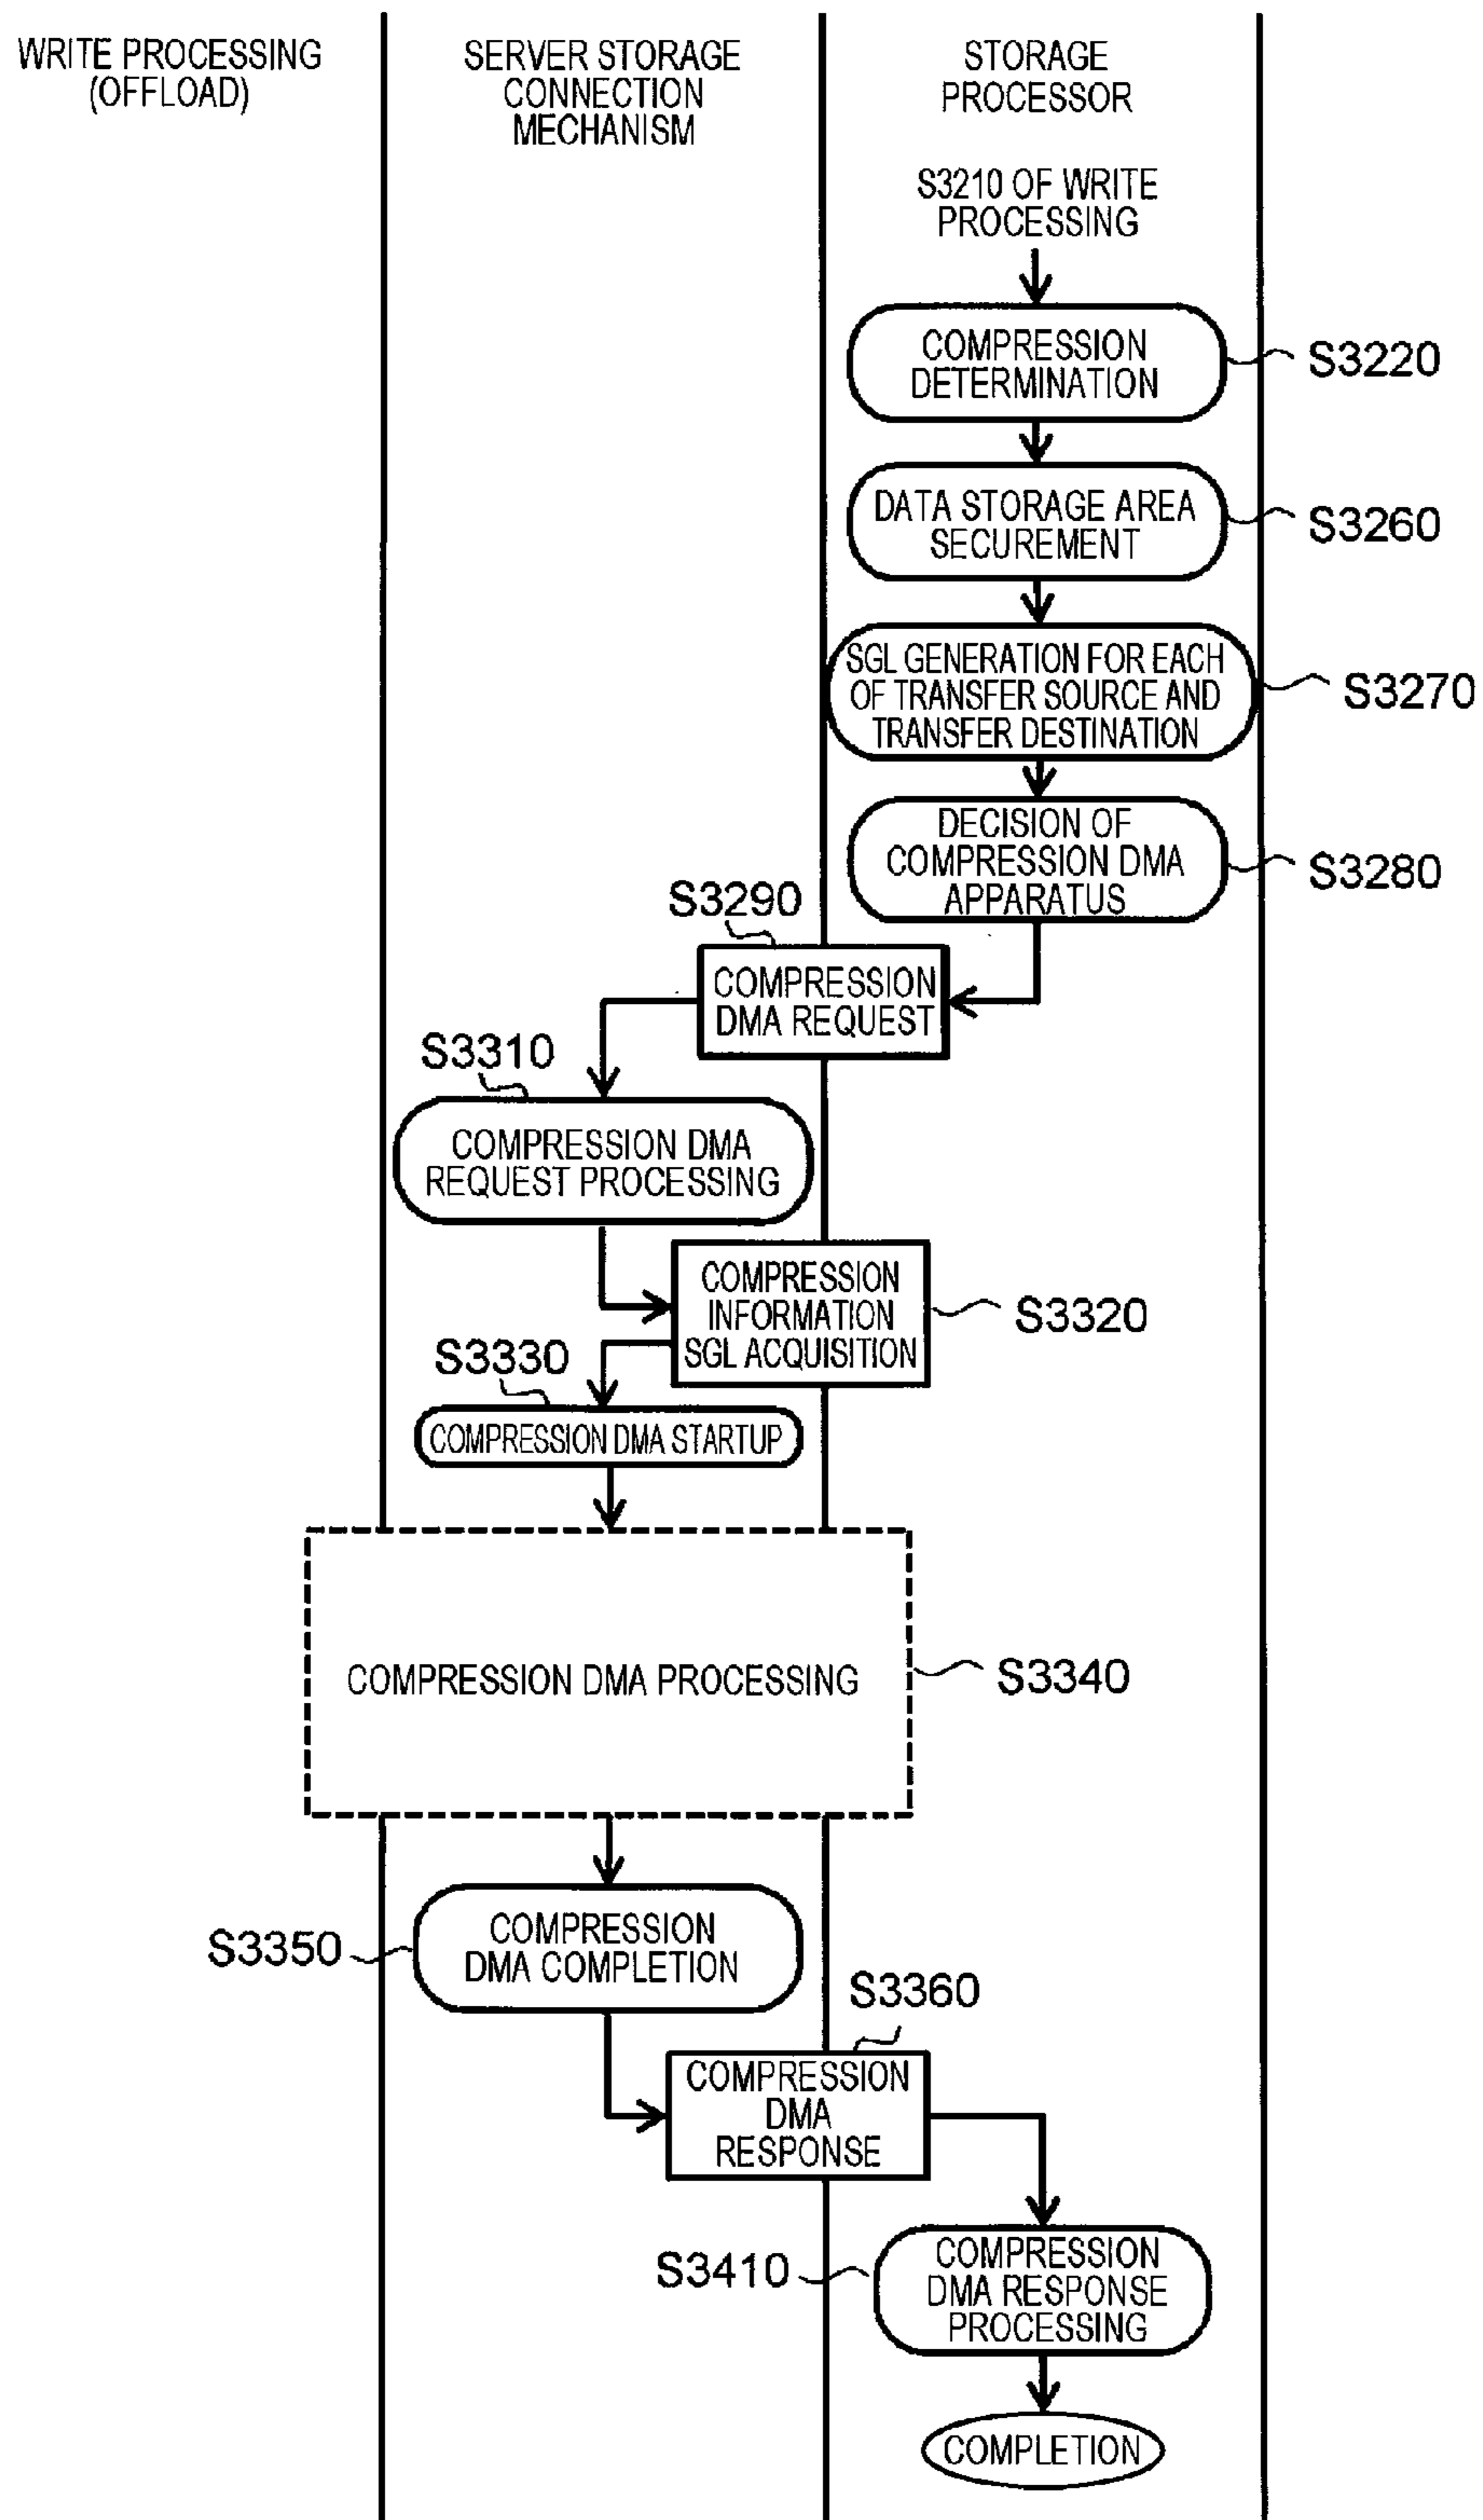 WRITE PROCESSING
(OFFLOAD)
SERVER STORAGE
CONNECTION
MECHANISM
STORAGE
PROCESSOR
S3210 OF WRITE
PROCESSING
COMPRESSION
DETERMINATION
S3220
DATA STORAGE AREA
SECUREMENT
S3260
SGL GENERATION FOR EACH
OF TRANSFER SOURCE AND
TRANSFER DESTINATION
S3270
DECISION OF
COMPRESSION DMA
APPARATUS
S3280
S3290
COMPRESSION
DMA REQUEST
S3310
COMPRESSION DMA
REQUEST PROCESSING
COMPRESSION
INFORMATION
SGL ACQUISITION
S3320
S3330
COMPRESSION DMA STARTUP
COMPRESSION DMA PROCESSING
S3340
S3350
COMPRESSION
DMA COMPLETION
S3360
COMPRESSION
DMA
RESPONSE
S3410
COMPRESSION
DMA RESPONSE
PROCESSING
COMPLETION